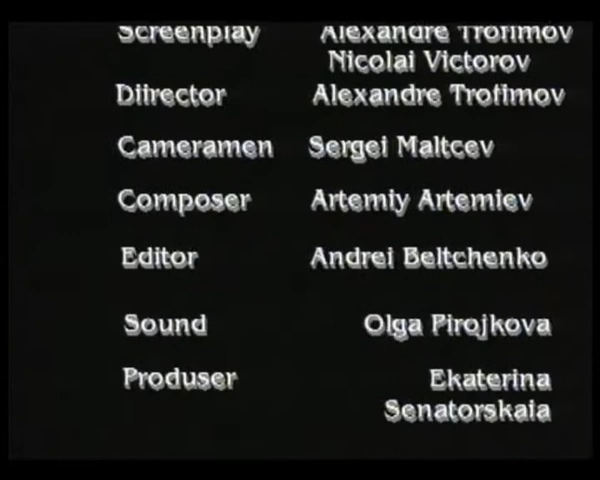 Screenplay Alexandre Trofimov
Nicolai Victorov
Diirector Alexandre Trofimov
Cameramen Sergei Maltcev
Composer Artemiy Artemiev
Editor Andrei Beltchenko
Sound Olga Pirojkova
Produser Ekaterina
Senatorskaia